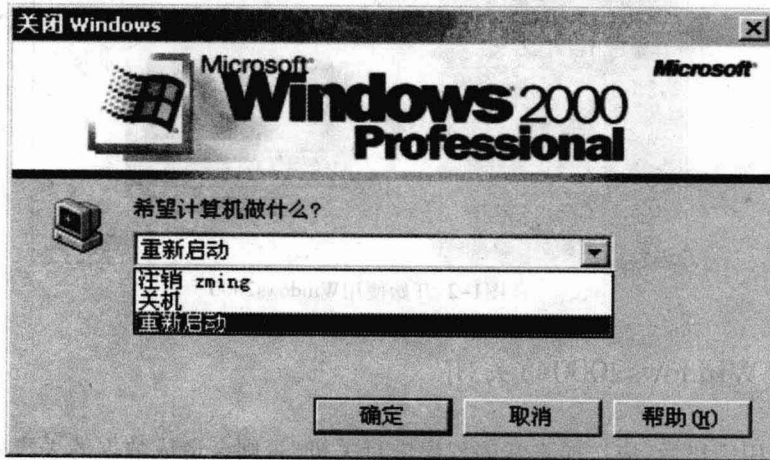 关闭 Windows
Microsoft
Windows 2000
Professional
Microsoft
希望计算机做什么?
重新启动
注销 zming
关机
重新启动
确定
取消
帮助(H)